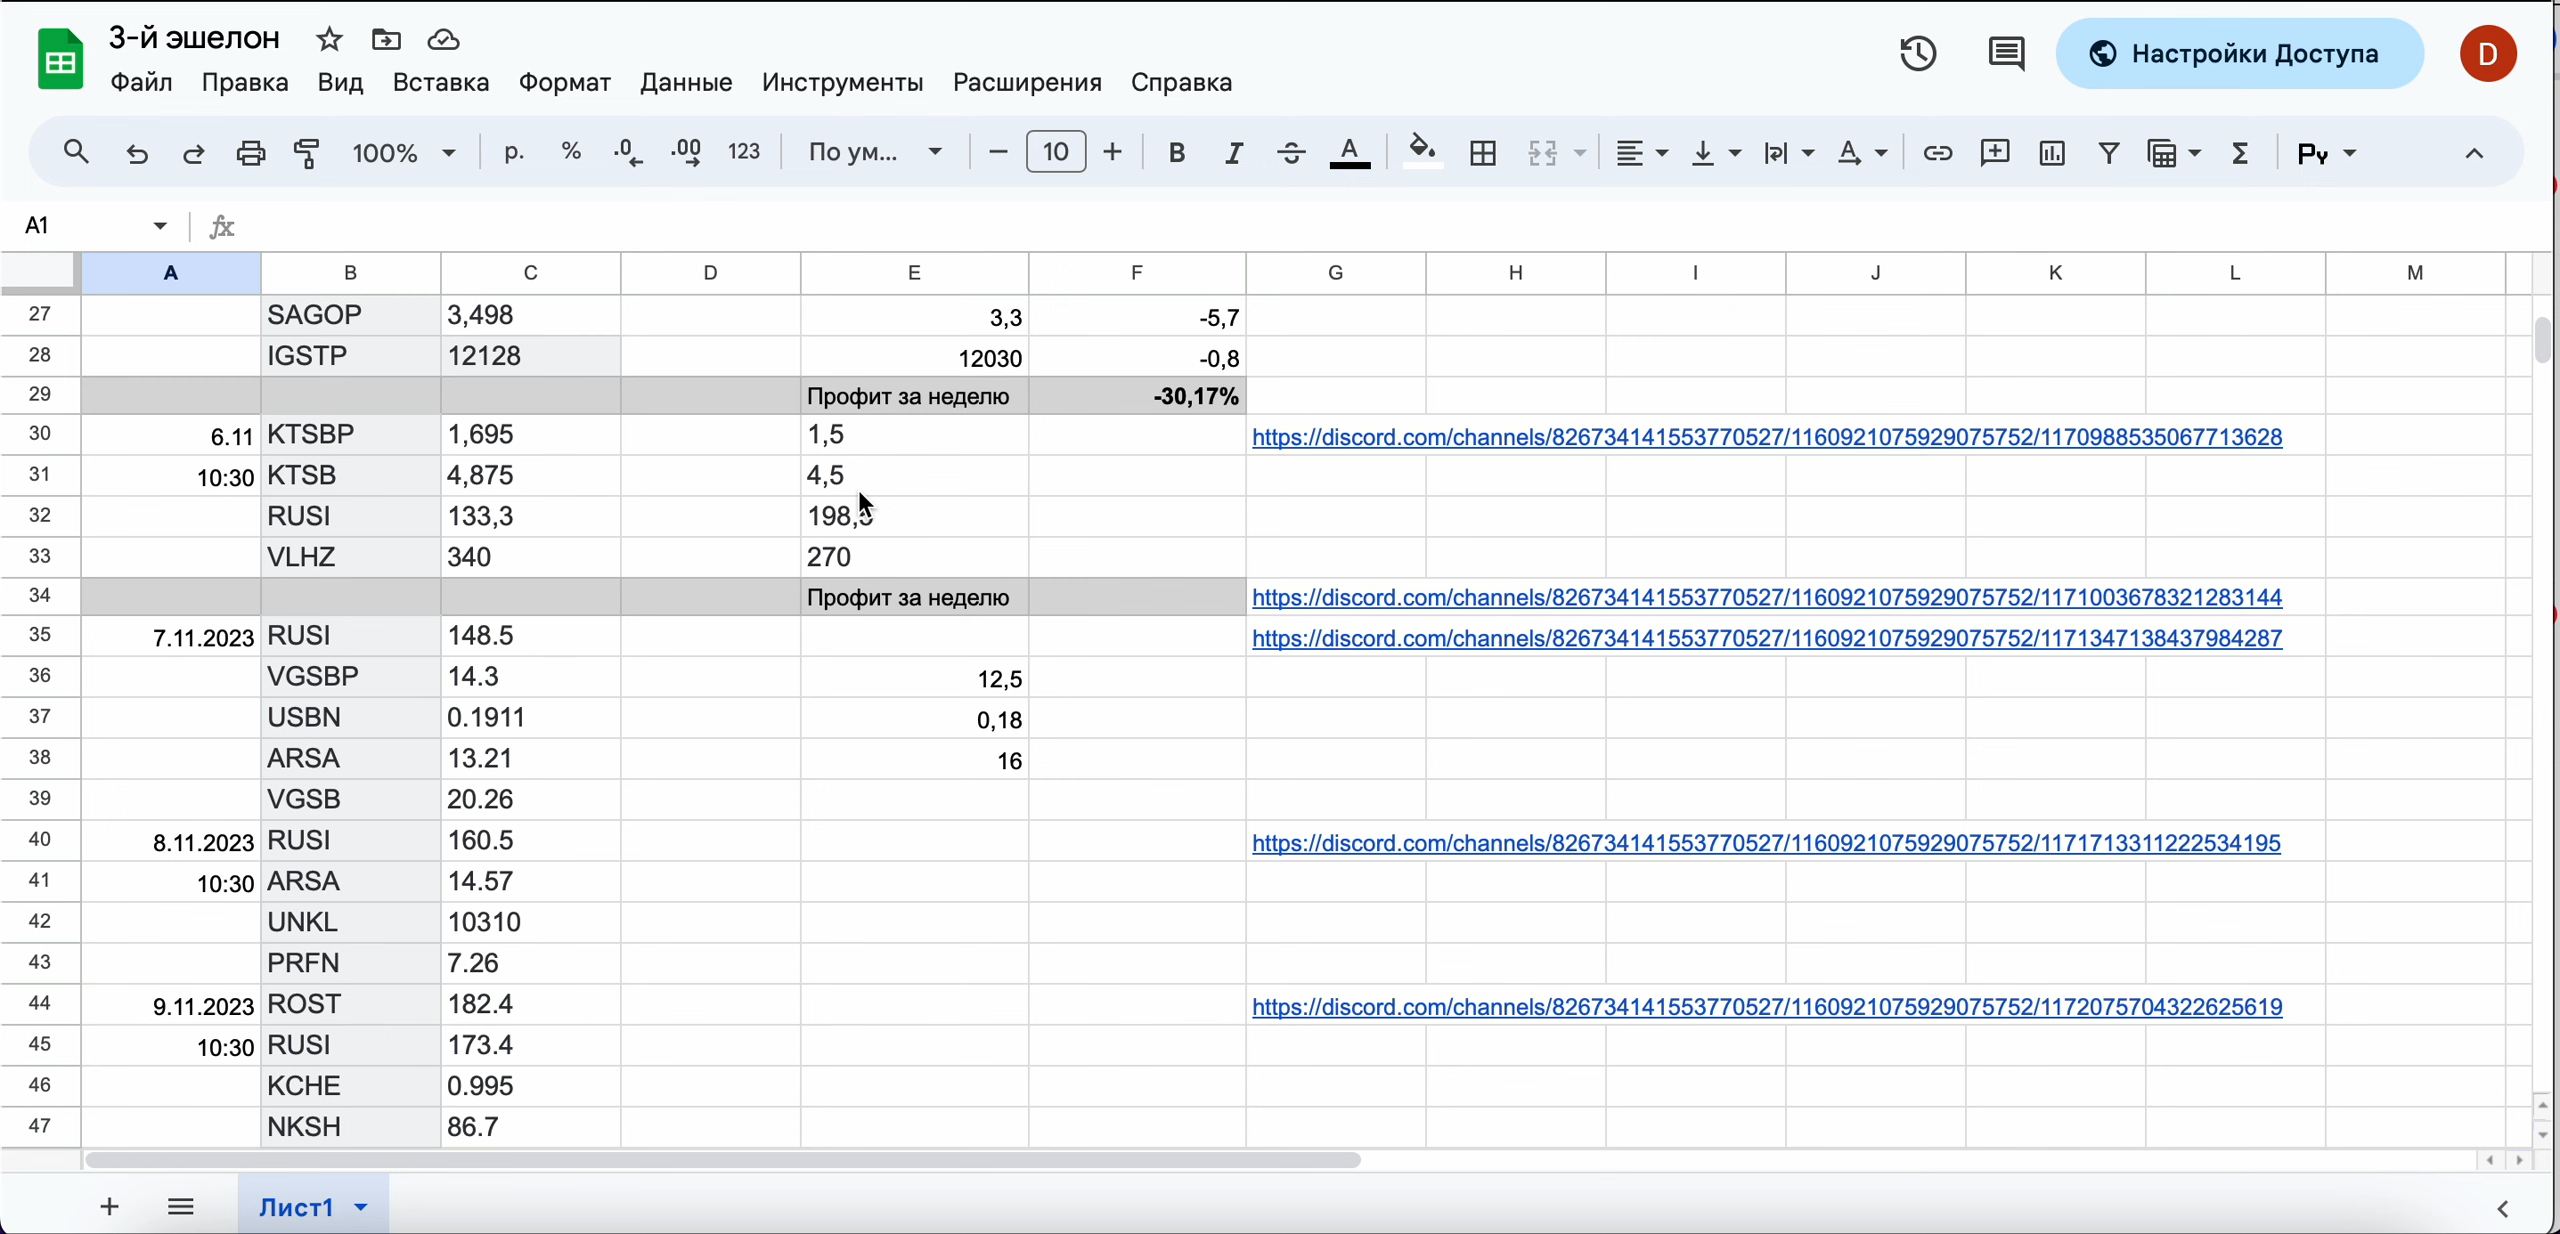 3-й эшелон
Файл Правка Вид Вставка Формат Данные Инструменты Расширения Справка
Настройки Доступа
D
100% р. % .0 .00 123 По ум... 10 B I A Σ Py
A1 fx
A B C D E F G H I J K L M
27 SAGOP 3,498 3,3 -5,7
28 IGSTP 12128 12030 -0,8
29 Профит за неделю -30,17%
30 6.11 KTSBP 1,695 1,5 https://discord.com/channels/826734141553770527/1160921075929075752/1170988535067713628
31 10:30 KTSB 4,875 4,5
32 RUSI 133,3
33 VLHZ 340 270
34 Профит за неделю https://discord.com/channels/826734141553770527/1160921075929075752/1171003678321283144
35 7.11.2023 RUSI 148.5 https://discord.com/channels/826734141553770527/1160921075929075752/1171347138437984287
36 VGSBP 14.3 12,5
37 USBN 0.1911 0,18
38 ARSA 13.21 16
39 VGSB 20.26
40 8.11.2023 RUSI 160.5 https://discord.com/channels/826734141553770527/1160921075929075752/1171713311222534195
41 10:30 ARSA 14.57
42 UNKL 10310
43 PRFN 7.26
44 9.11.2023 ROST 182.4 https://discord.com/channels/826734141553770527/1160921075929075752/1172075704322625619
45 10:30 RUSI 173.4
46 KCHE 0.995
47 NKSH 86.7
Лист1